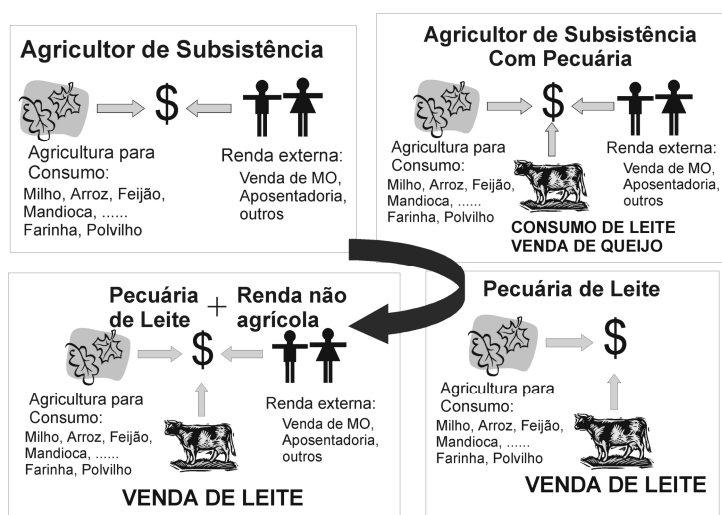 Agricultor de Subsistência
$
Agricultura para
Consumo:
Milho, Arroz, Feijão,
Mandioca, ......
Farinha, Polvilho
Renda externa:
Venda de MO,
Aposentadoria,
outros
Agricultor de Subsistência
Com Pecuária
$
Agricultura para
Consumo:
Milho, Arroz, Feijão,
Mandioca, ......
Farinha, Polvilho
Renda externa:
Venda de MO,
Aposentadoria,
outros
CONSUMO DE LEITE
VENDA DE QUEIJO
Pecuária + Renda não
de Leite agrícola
$
Agricultura para
Consumo:
Milho, Arroz, Feijão,
Mandioca, ......
Farinha, Polvilho
Renda externa:
Venda de MO,
Aposentadoria,
outros
VENDA DE LEITE
Pecuária de Leite
$
Agricultura para
Consumo:
Milho, Arroz, Feijão,
Mandioca, ......
Farinha, Polvilho
VENDA DE LEITE